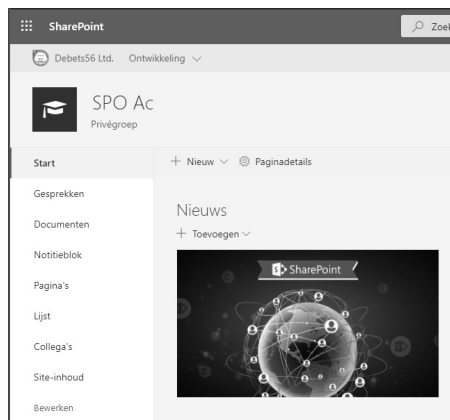 SharePoint
Zoek
Debets56 Ltd. Ontwikkeling
SPO Ac
Privégroep
Start
Nieuw Paginadetails
Gesprekken
Documenten
Notitieblok
Pagina's
Lijst
Collega's
Site-inhoud
Bewerken
Nieuws
Toevoegen
S SharePoint